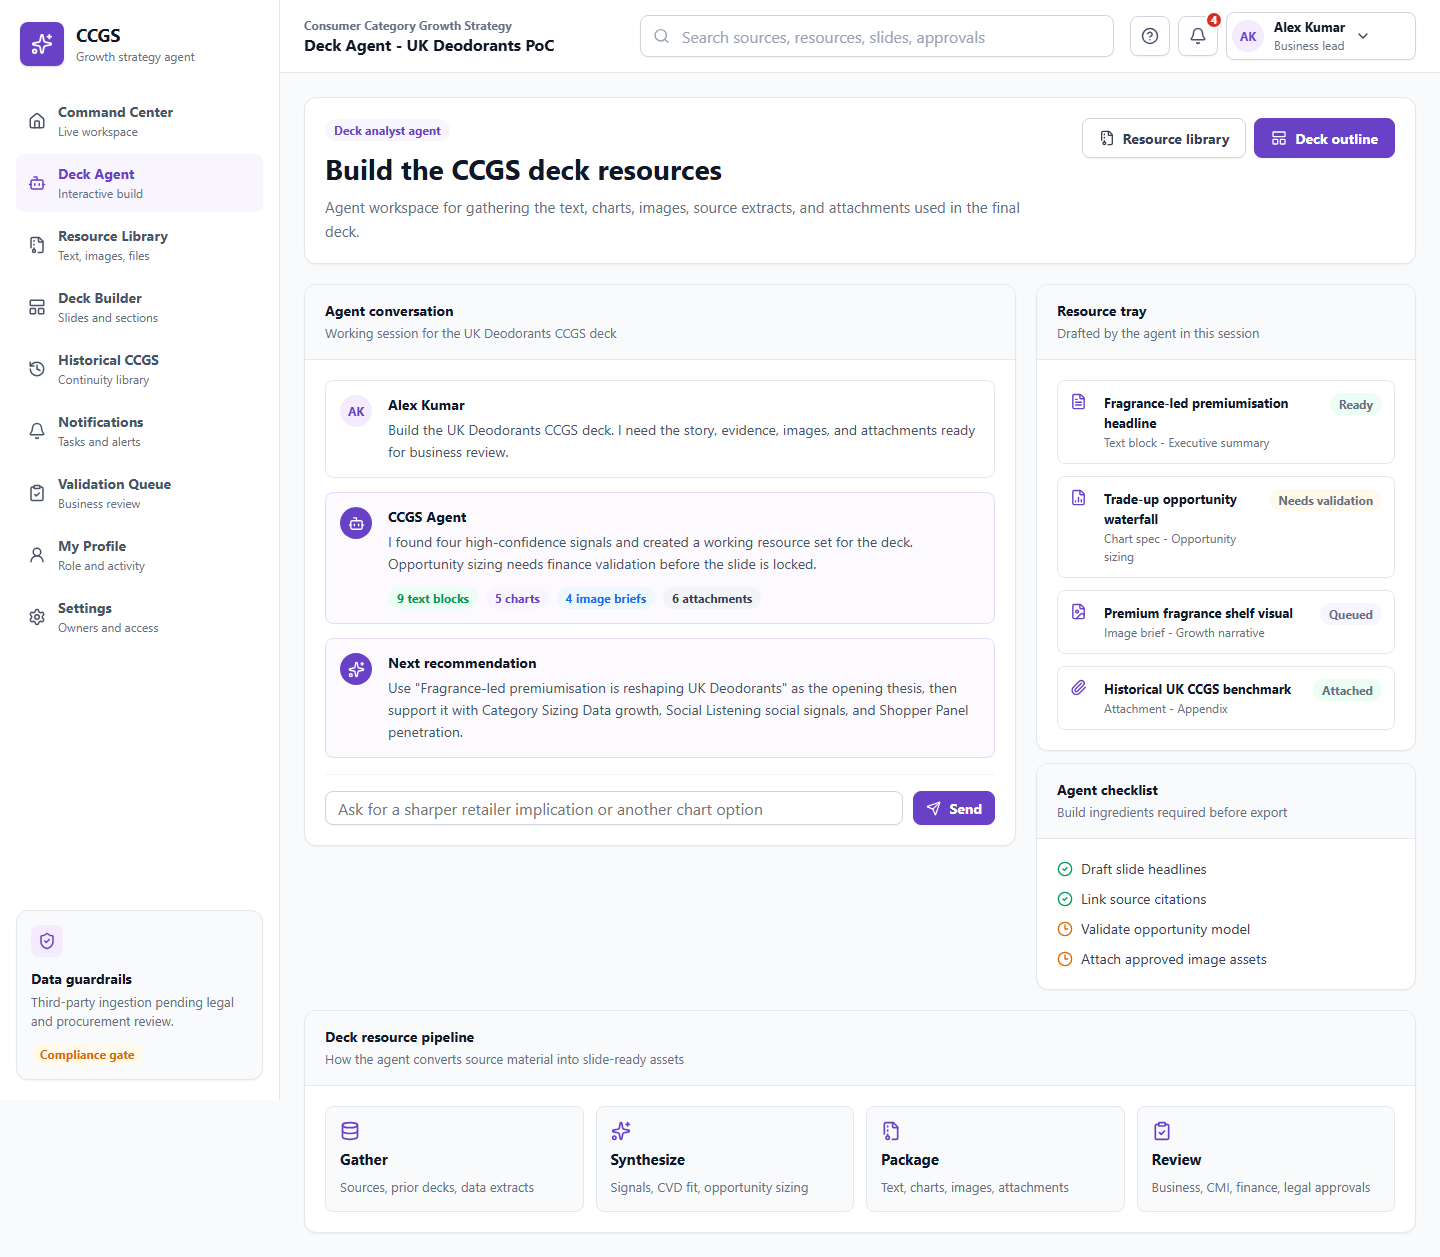 CCGS
Growth strategy agent
Command Center
Live workspace
Deck Agent
Interactive build
Resource Library
Text, images, files
Deck Builder
Slides and sections
Historical CCGS
Continuity library
Notifications
Tasks and alerts
Validation Queue
Business review
My Profile
Role and activity
Settings
Owners and access
Data guardrails
Third-party ingestion pending legal
and procurement review.
Compliance gate
Consumer Category Growth Strategy
Deck Agent - UK Deodorants PoC
Search sources, resources, slides, approvals
4
AK
Alex Kumar
Business lead
Deck analyst agent
Build the CCGS deck resources
Agent workspace for gathering the text, charts, images, source extracts, and attachments used in the final
deck.
Resource library
Deck outline
Agent conversation
Working session for the UK Deodorants CCGS deck
AK
Alex Kumar
Build the UK Deodorants CCGS deck. I need the story, evidence, images, and attachments ready
for business review.
CCGS Agent
I found four high-confidence signals and created a working resource set for the deck.
Opportunity sizing needs finance validation before the slide is locked.
9 text blocks 5 charts 4 image briefs 6 attachments
Next recommendation
Use "Fragrance-led premiumisation is reshaping UK Deodorants" as the opening thesis, then
support it with Category Sizing Data growth, Social Listening social signals, and Shopper Panel
penetration.
Ask for a sharper retailer implication or another chart option
Send
Resource tray
Drafted by the agent in this session
Fragrance-led premiumisation
headline
Text block - Executive summary
Ready
Trade-up opportunity
waterfall
Chart spec - Opportunity
sizing
Needs validation
Premium fragrance shelf visual
Image brief - Growth narrative
Queued
Historical UK CCGS benchmark
Attachment - Appendix
Attached
Agent checklist
Build ingredients required before export
Draft slide headlines
Link source citations
Validate opportunity model
Attach approved image assets
Deck resource pipeline
How the agent converts source material into slide-ready assets
Gather
Sources, prior decks, data extracts
Synthesize
Signals, CVD fit, opportunity sizing
Package
Text, charts, images, attachments
Review
Business, CMI, finance, legal approvals